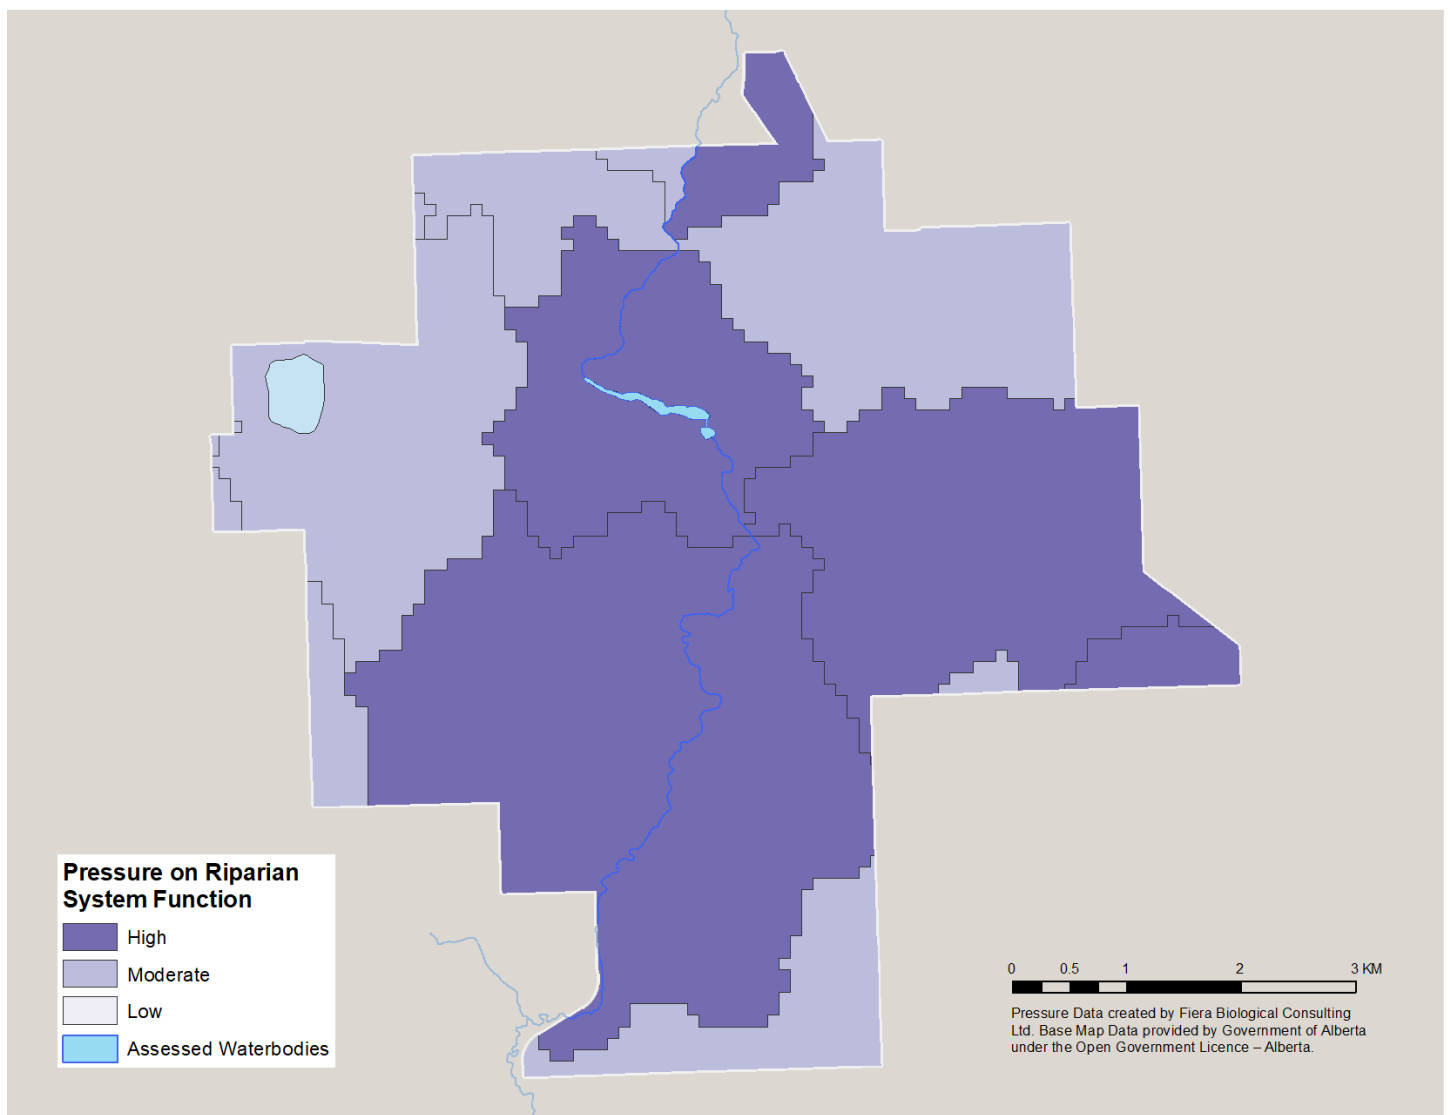 Pressure on Riparian
System Function
High
Moderate
Low
Assessed Waterbodies
0 0.5 1 2 3 KM
Pressure Data created by Fiera Biological Consulting
Ltd. Base Map Data provided by Government of Alberta
under the Open Government Licence – Alberta.